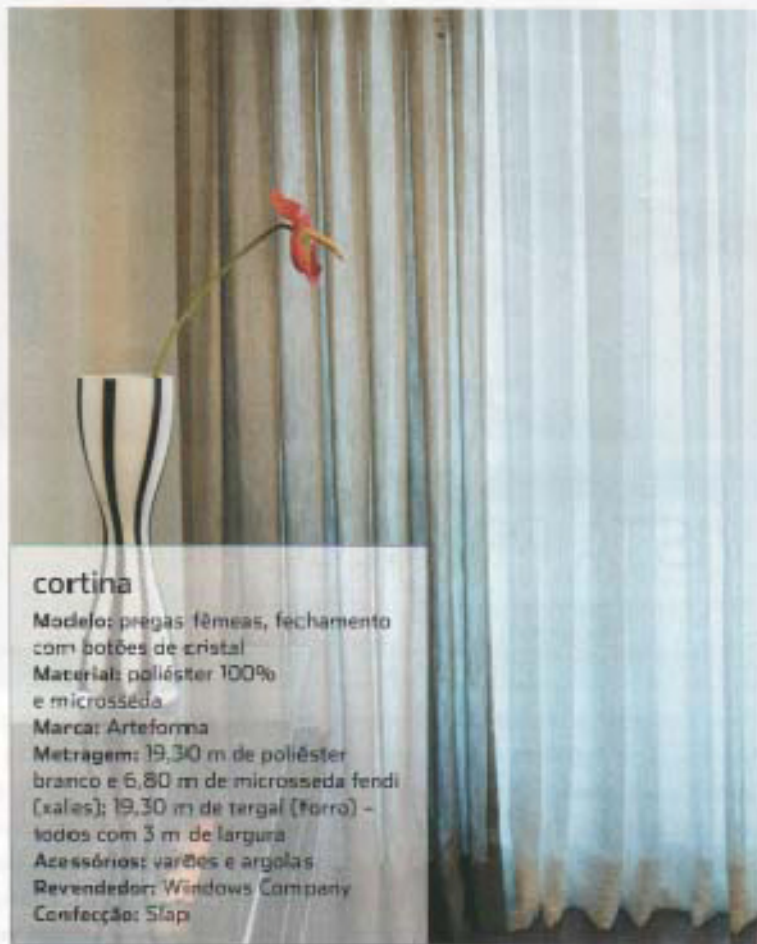 cortina
Modelo: pregas fêmeas, fechamento
com botões de cristal
Material: poliéster 100%
e microsseda
Marca: Arteforma
Metragem: 19,30 m de poliéster
branco e 6,80 m de microsseda fendi
(xales); 19,30 m de tergal (forro) –
todos com 3 m de largura
Acessórios: varões e argolas
Revendedor: Windows Company
Confecção: Slap